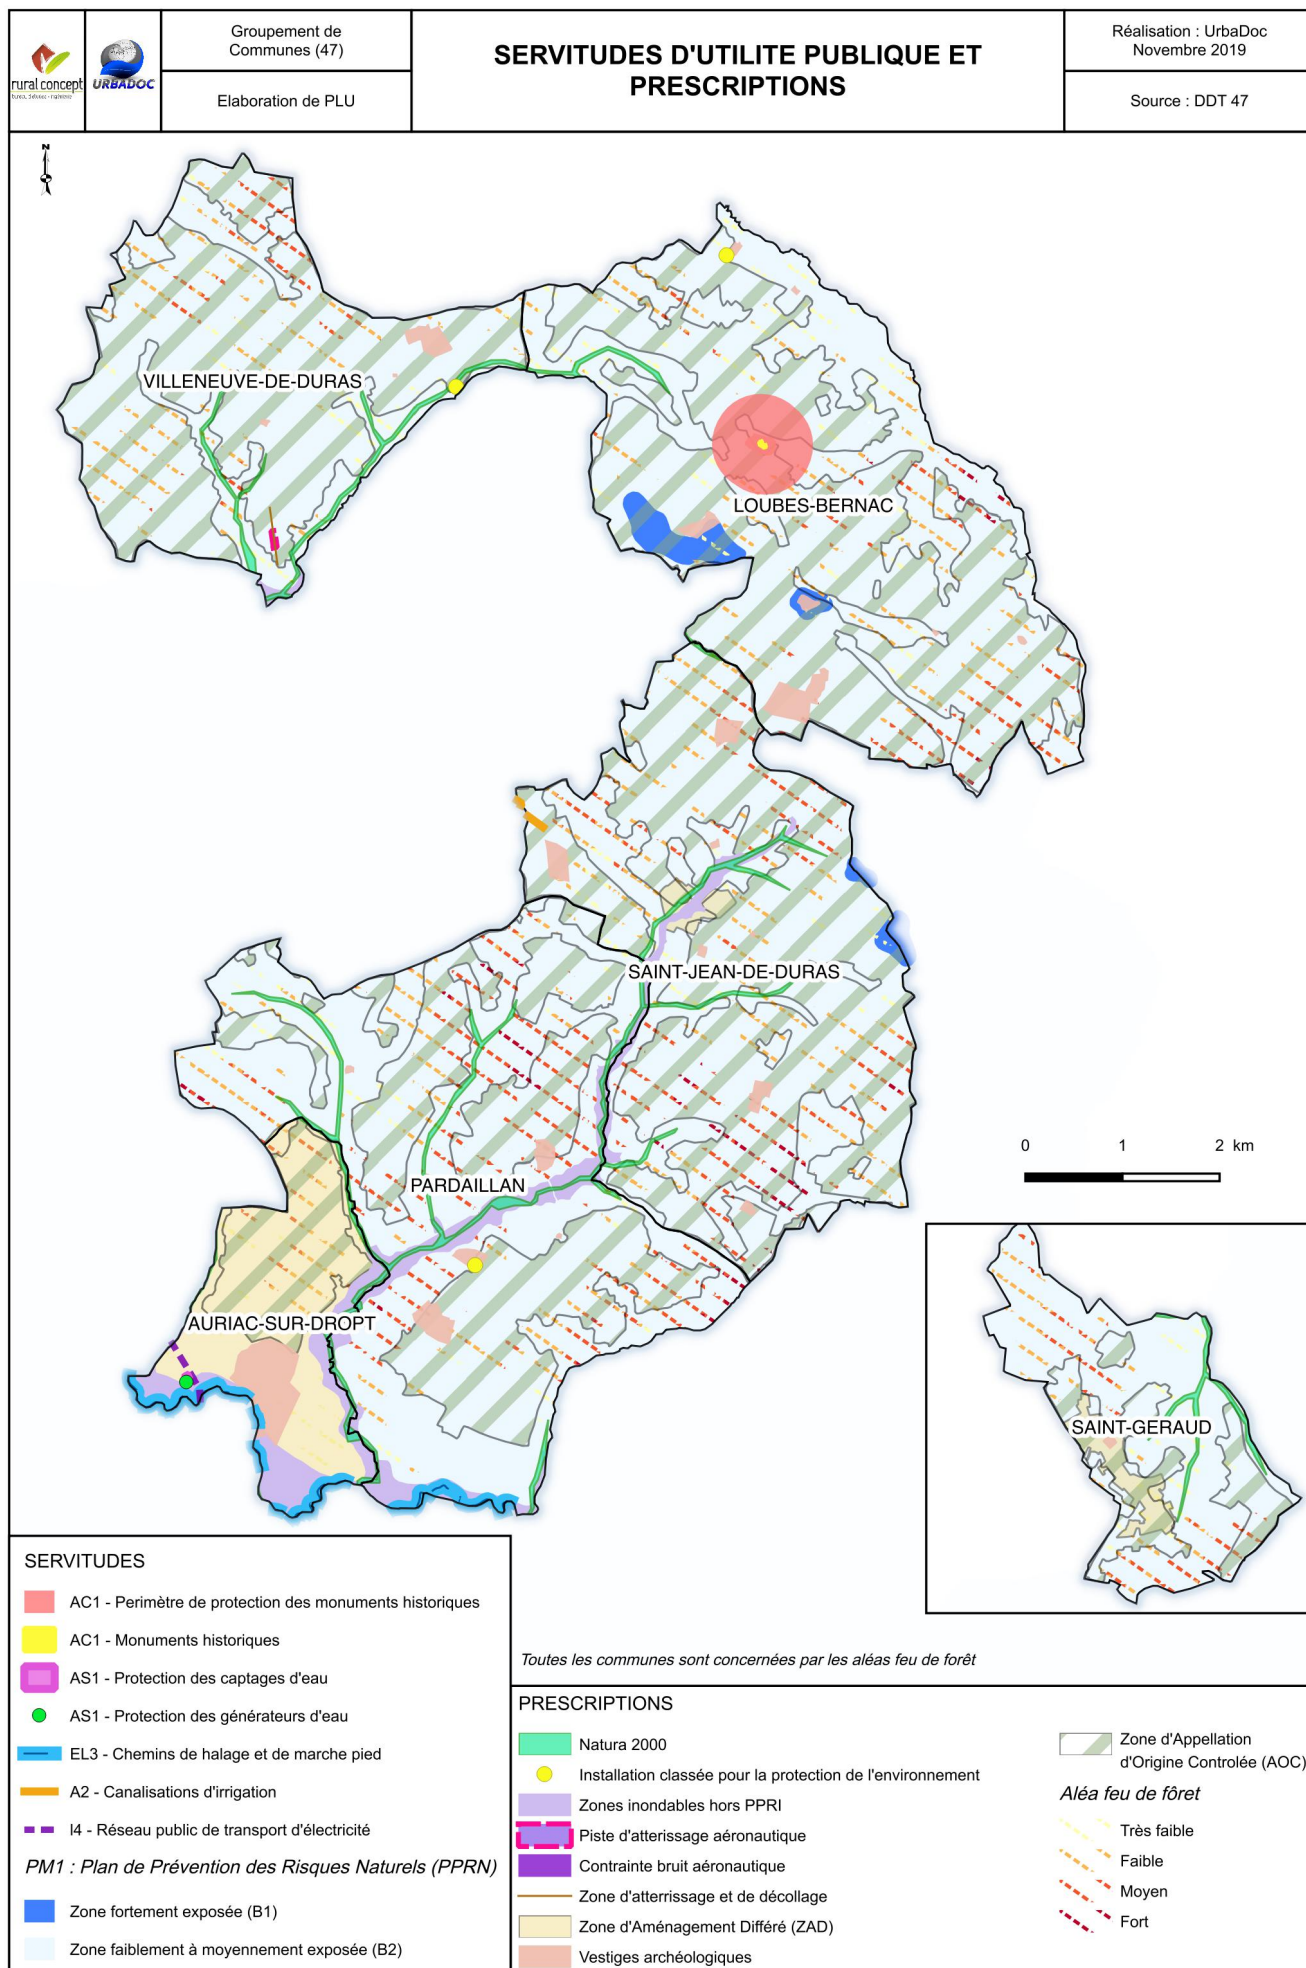 rural concept
URBADOC
Groupement de
Communes (47)
Elaboration de PLU
SERVITUDES D'UTILITE PUBLIQUE ET
PRESCRIPTIONS
Réalisation : UrbaDoc
Novembre 2019
Source : DDT 47
N
VILLENEUVE-DE-DURAS
LOUBES-BERNAC
SAINT-JEAN-DE-DURAS
PARDAILLAN
AURIAC-SUR-DROPT
0 1 2 km
SAINT-GERAUD
SERVITUDES
AC1 - Perimètre de protection des monuments historiques
AC1 - Monuments historiques
AS1 - Protection des captages d'eau
AS1 - Protection des générateurs d'eau
EL3 - Chemins de halage et de marche pied
A2 - Canalisations d'irrigation
I4 - Réseau public de transport d'électricité
PM1 : Plan de Prévention des Risques Naturels (PPRN)
Zone fortement exposée (B1)
Zone faiblement à moyennement exposée (B2)
Toutes les communes sont concernées par les aléas feu de forêt
PRESCRIPTIONS
Natura 2000
Installation classée pour la protection de l'environnement
Zones inondables hors PPRI
Piste d'atterissage aéronautique
Contrainte bruit aéronautique
Zone d'atterrissage et de décollage
Zone d'Aménagement Différé (ZAD)
Vestiges archéologiques
Zone d'Appellation
d'Origine Controlée (AOC)
Aléa feu de fôret
Très faible
Faible
Moyen
Fort